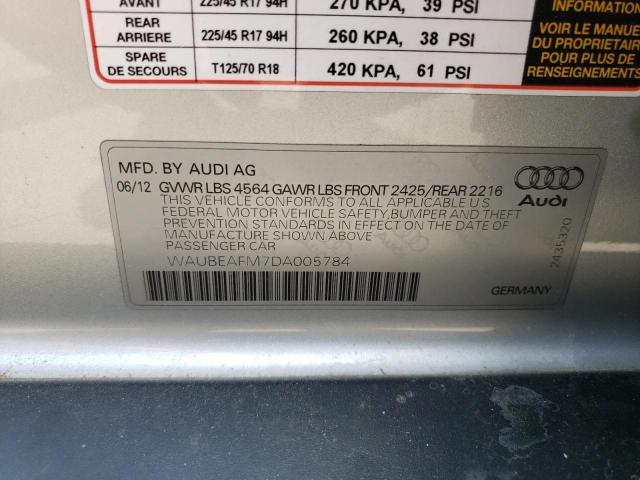 AVANT 225/45 R17 94H 270 KPA, 39 PSI
REAR
ARRIERE 225/45 R17 94H 260 KPA, 38 PSI
SPARE
DE SECOURS T125/70 R18 420 KPA, 61 PSI
INFORMATION
VOIR LE MANUEL
DU PROPRIETAIRE
POUR PLUS DE
RENSEIGNEMENTS
MFD. BY AUDI AG
06/12 GVWR LBS 4564 GAWR LBS FRONT 2425/REAR 2216
THIS VEHICLE CONFORMS TO ALL APPLICABLE U S
FEDERAL MOTOR VEHICLE SAFETY,BUMPER AND THEFT
PREVENTION STANDARDS IN EFFECT ON THE DATE OF
MANUFACTURE SHOWN ABOVE
PASSENGER CAR
WAUBEAFM7DA005784
Audi
2435320
GERMANY